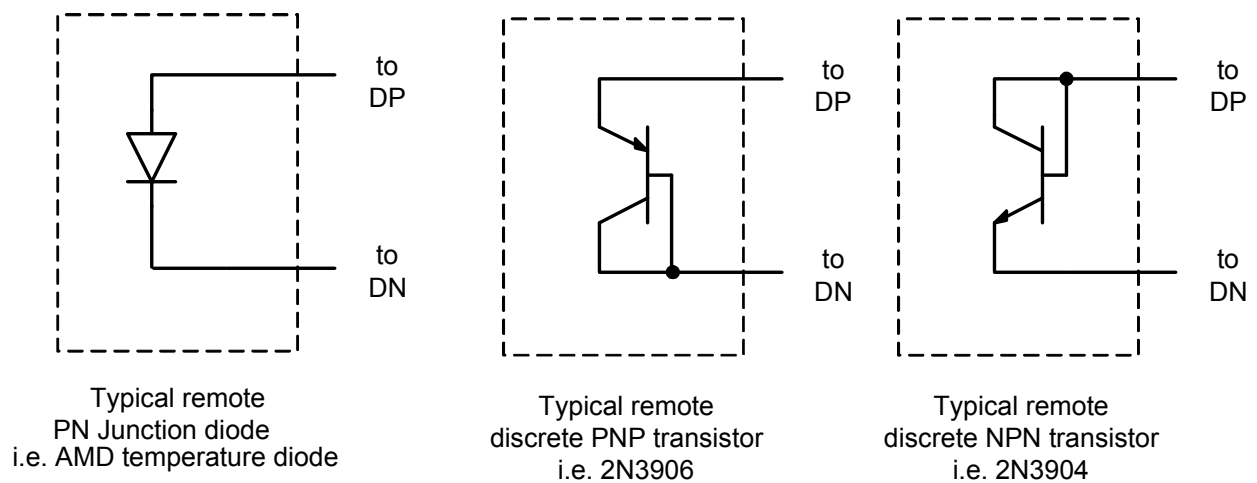 to
DP
to
DN
Typical remote
PN Junction diode
i.e. AMD temperature diode
to
DP
to
DN
Typical remote
discrete PNP transistor
i.e. 2N3906
to
DP
to
DN
Typical remote
discrete NPN transistor
i.e. 2N3904